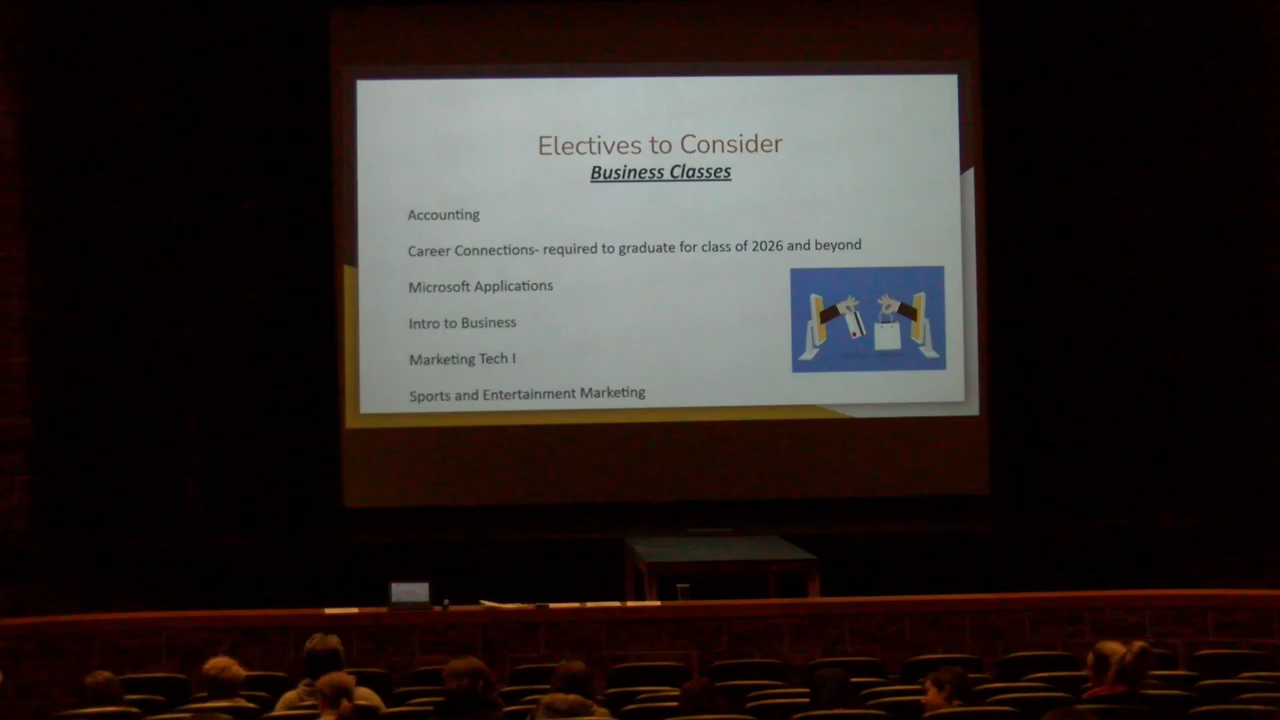 Electives to Consider
Business Classes
Accounting
Career Connections- required to graduate for class of 2026 and beyond
Microsoft Applications
Intro to Business
Marketing Tech I
Sports and Entertainment Marketing